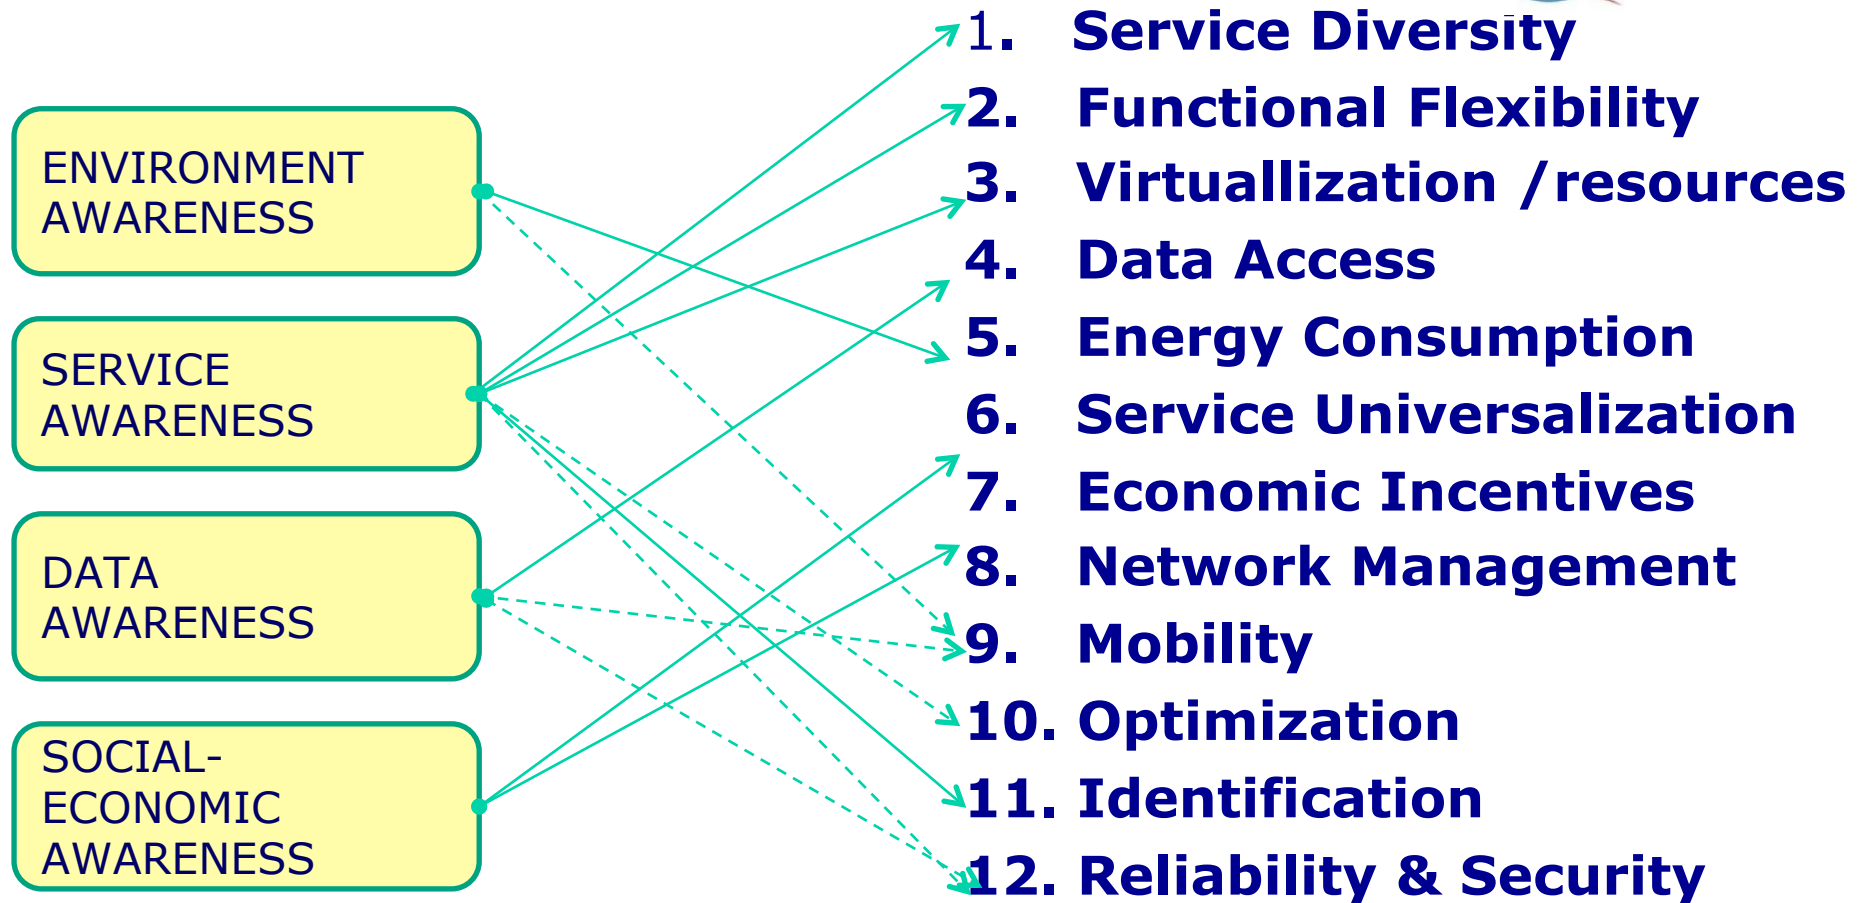 ENVIRONMENT
AWARENESS
SERVICE
AWARENESS
DATA
AWARENESS
SOCIAL-
ECONOMIC
AWARENESS
1. Service Diversity
2. Functional Flexibility
3. Virtuallization /resources
4. Data Access
5. Energy Consumption
6. Service Universalization
7. Economic Incentives
8. Network Management
9. Mobility
10. Optimization
11. Identification
12. Reliability & Security